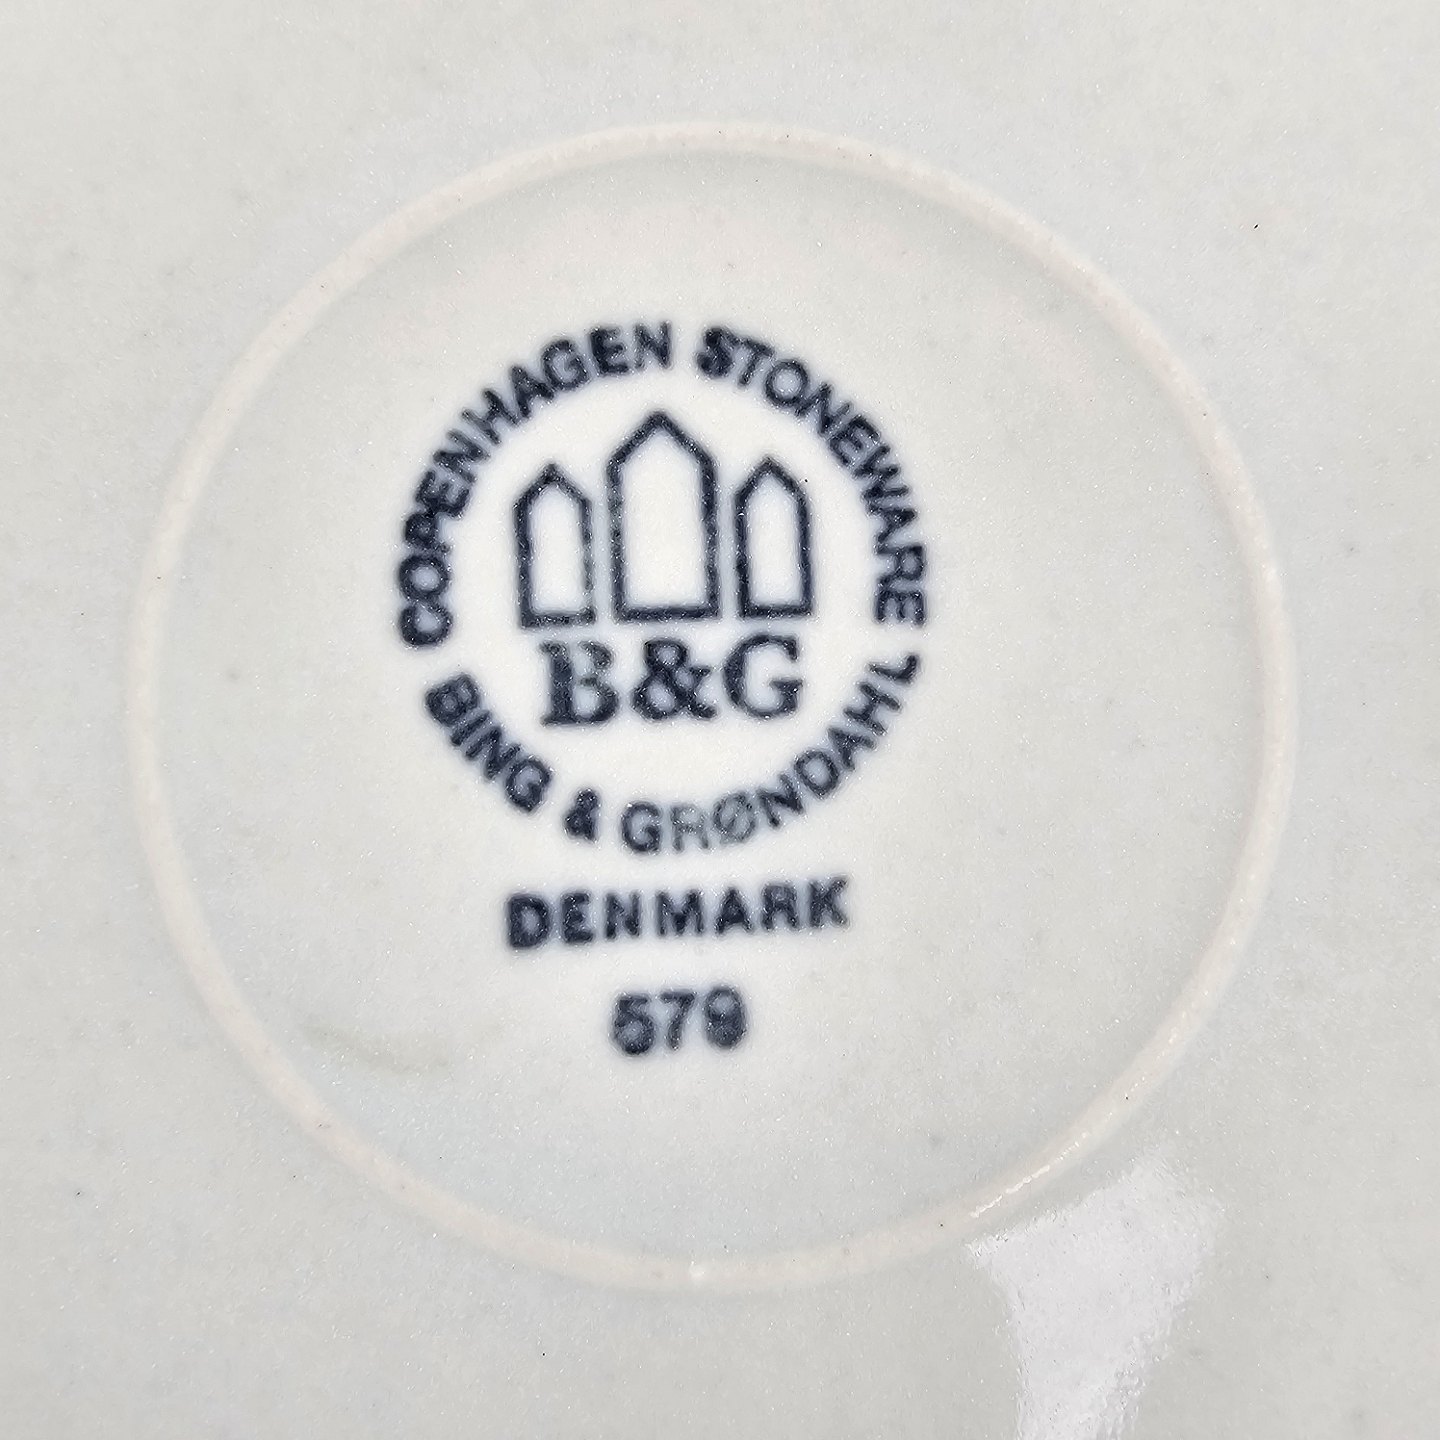 COPENHAGEN STONEWARE
B&G
BING & GRØNDAHL
DENMARK
579